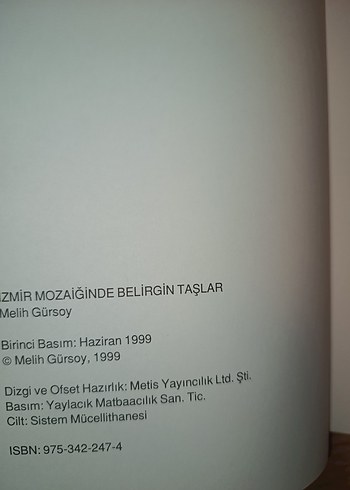 İZMİR MOZAİĞİNDE BELİRGİN TAŞLAR
Melih Gürsoy
Birinci Basım: Haziran 1999
© Melih Gürsoy, 1999
Dizgi ve Ofset Hazırlık: Metis Yayıncılık Ltd. Şti.
Basım: Yaylacık Matbaacılık San. Tic.
Cilt: Sistem Mücellithanesi
ISBN: 975-342-247-4